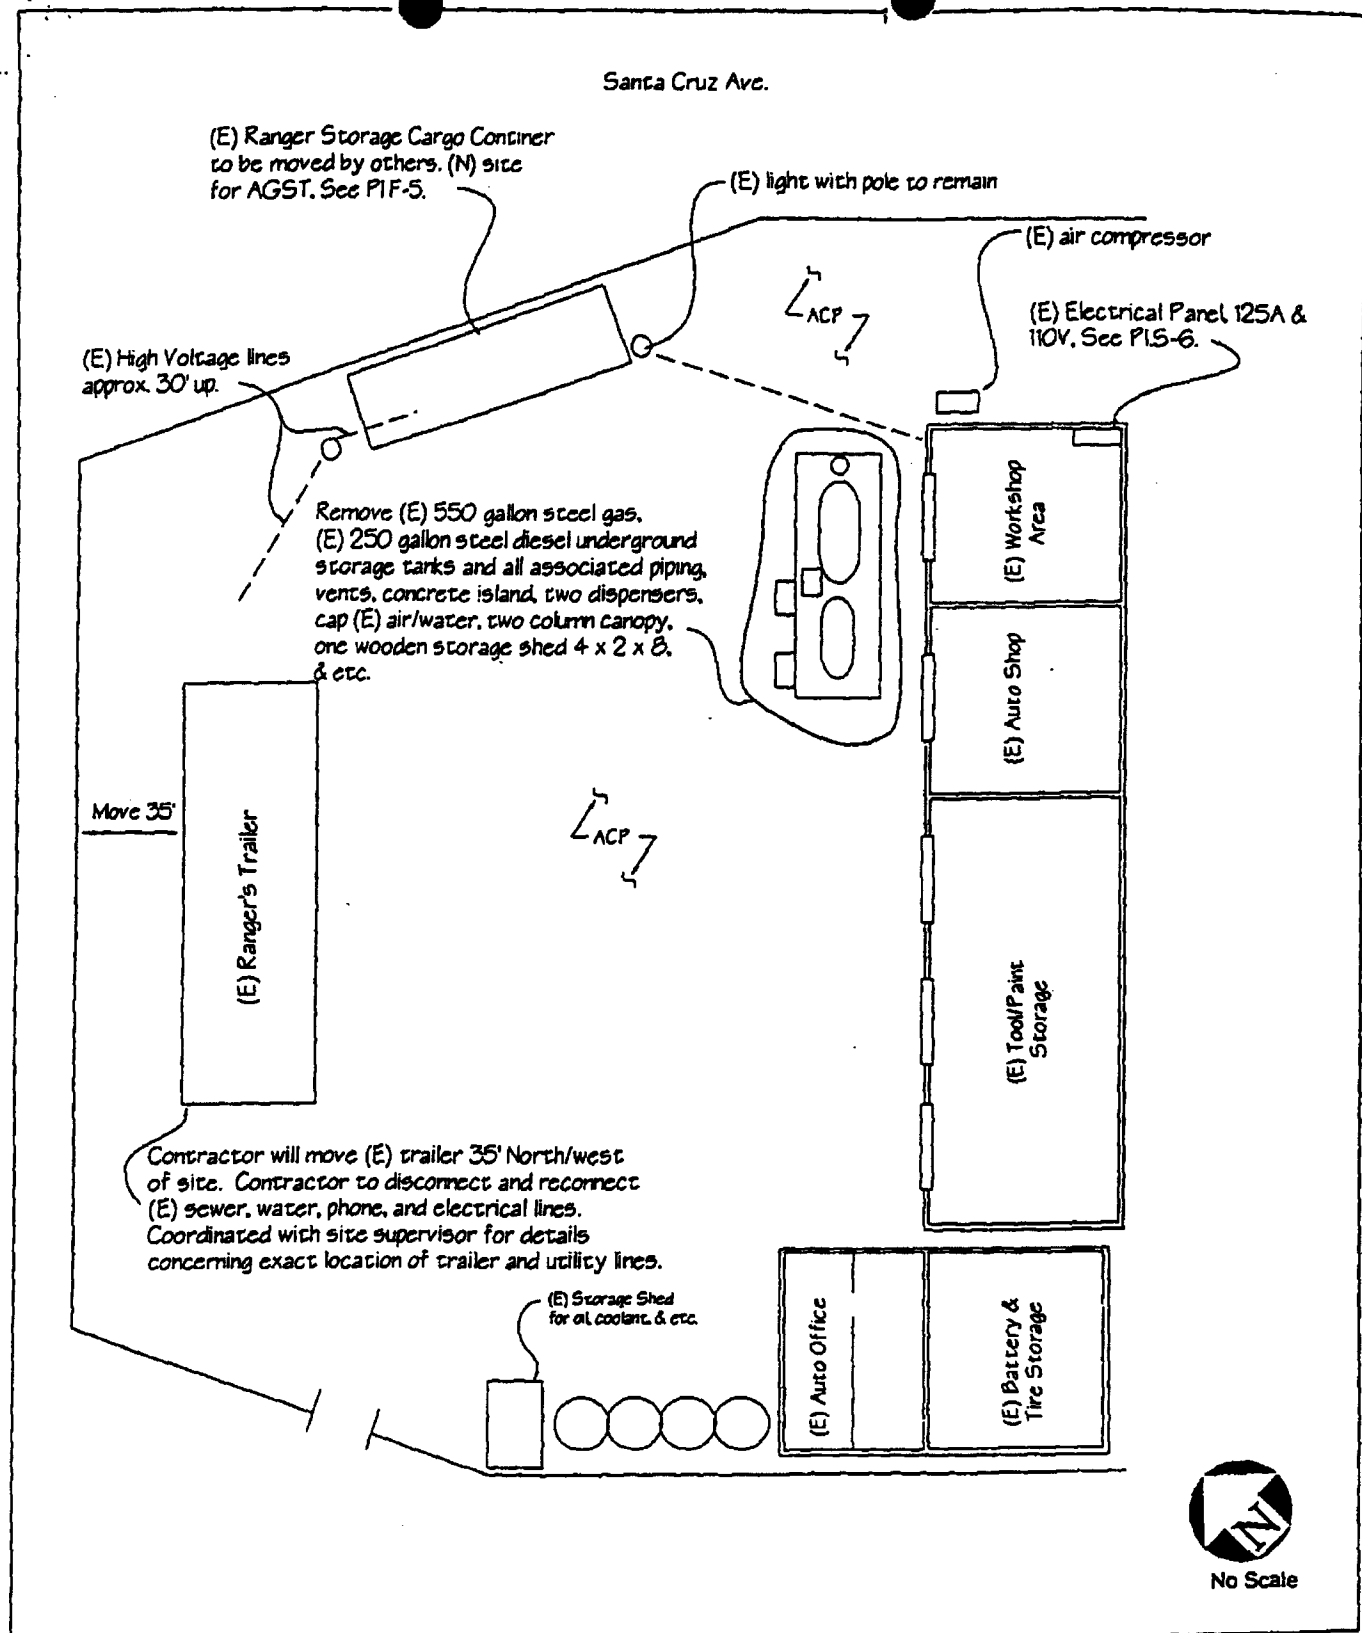 Santa Cruz Ave.
(E) Ranger Storage Cargo Continer
to be moved by others. (N) site
for AGST. See P1F-5.
(E) light with pole to remain
(E) air compressor
ACP
(E) Electrical Panel, 125A &
110V. See P1.S-6.
(E) High Voltage lines
approx. 30' up.
Remove (E) 550 gallon steel gas,
(E) 250 gallon steel diesel underground
storage tanks and all associated piping,
vents, concrete island, two dispensers,
cap (E) air/water, two column canopy,
one wooden storage shed 4 x 2 x 8,
& etc.
(E) Workshop
Area
(E) Auto Shop
Move 35'
(E) Ranger's Trailer
ACP
(E) Tool/Paint
Storage
Contractor will move (E) trailer 35' North/west
of site. Contractor to disconnect and reconnect
(E) sewer, water, phone, and electrical lines.
Coordinated with site supervisor for details
concerning exact location of trailer and utility lines.
(E) Storage Shed
for oil, coolant, & etc.
(E) Auto Office
(E) Battery &
Tire Storage
N
No Scale